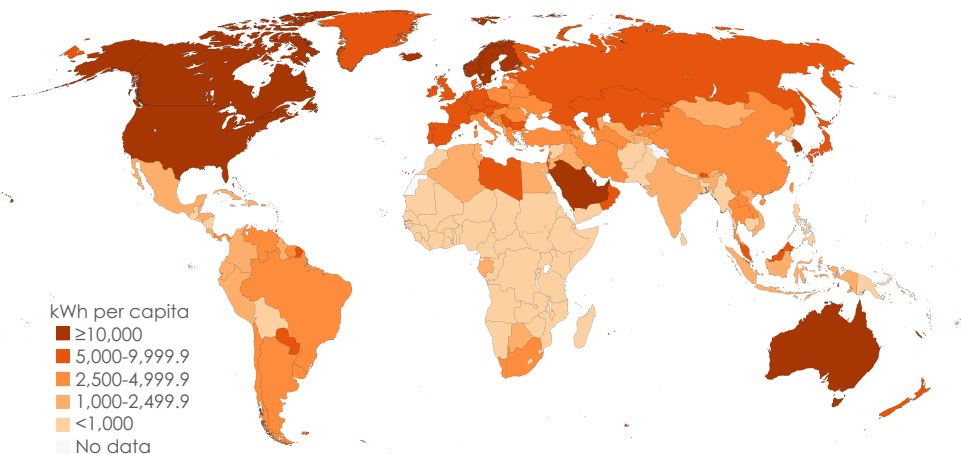 kWh per capita
≥10,000
5,000-9,999.9
2,500-4,999.9
1,000-2,499.9
<1,000
No data